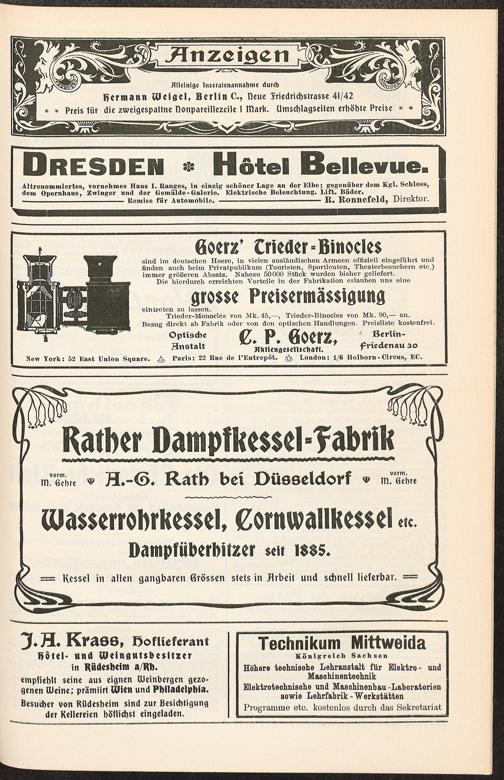 Anzeigen
Alleinige Inseratenannahme durch
Hermann Weigel, Berlin C., Neue Friedrichstrasse 41/42
* * Preis für die zweigespaltne Nonpareillezeile 1 Mark. Umschlagseiten erhöhte Preise * *
DRESDEN * Hôtel Bellevue.
Altrenommiertes, vornehmes Haus I. Ranges, in einzig schöner Lage an der Elbe; gegenüber dem Kgl. Schloss,
dem Opernhaus, Zwinger und der Gemälde-Galerie. Elektrische Beleuchtung. Lift. Bäder.
Remise für Automobile. R. Ronnefeld, Direktor.
Goerz' Trieder-Binocles
sind im deutschen Heere, in vielen ausländischen Armeen offiziell eingeführt und
finden auch beim Privatpublikum (Touristen, Sportleuten, Theaterbesuchern etc.)
immer größeren Absatz. Nahezu 50000 Stück wurden bisher geliefert.
Die hierdurch erreichten Vorteile in der Fabrikation erlauben uns eine
grosse Preisermässigung
eintreten zu lassen.
Trieder-Monocles von Mk. 45,—, Trieder-Binocles von Mk. 90,— an.
Bezug direkt ab Fabrik oder von den optischen Handlungen. Preisliste kostenfrei.
Optische Anstalt C. P. Goerz, Berlin-Friedenau 30
Aktiengesellschaft.
New York: 52 East Union Square. Paris: 22 Rue de l'Entrepôt. London: 1/6 Holborn-Circus, EC.
Rather Dampfkessel-Fabrik
vorm. M. Gehre A.-G. Rath bei Düsseldorf vorm. M. Gehre
Wasserrohrkessel, Cornwallkessel etc.
Dampfüberhitzer seit 1885.
Kessel in allen gangbaren Grössen stets in Arbeit und schnell lieferbar.
J. A. Krass, Hoflieferant
Hôtel- und Weingutsbesitzer
in Rüdesheim a/Rh.
empfiehlt seine aus eignen Weinbergen gezo-
genen Weine; prämiirt Wien und Philadelphia.
Besucher von Rüdesheim sind zur Besichtigung
der Kellereien höflichst eingeladen.
Technikum Mittweida
Königreich Sachsen
Höhere technische Lehranstalt für Elektro- und
Maschinentechnik
Elektrotechnische und Maschinenbau-Laboratorien
sowie Lehrfabrik-Werkstätten
Programme etc. kostenlos durch das Sekretariat